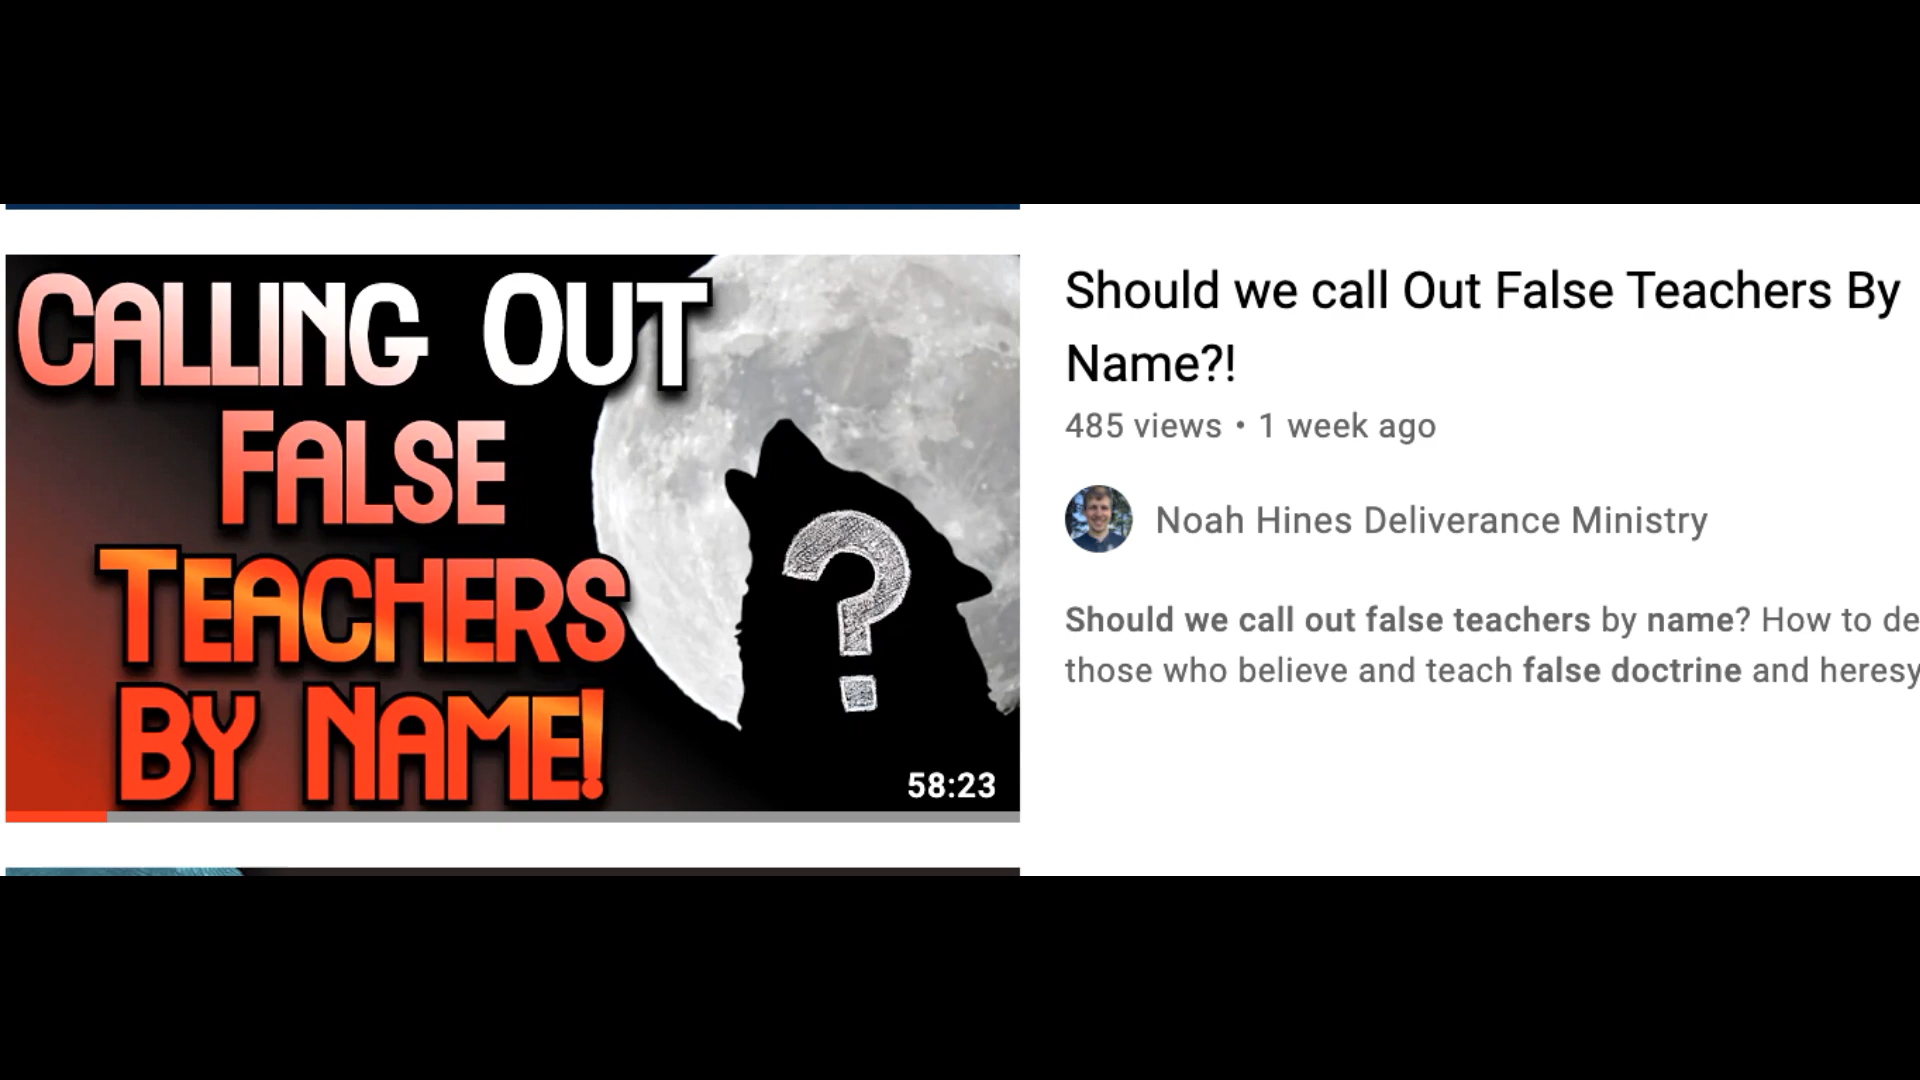 CALLING OUT
FALSE
TEACHERS
BY NAME!
?
58:23
Should we call Out False Teachers By
Name?!
485 views • 1 week ago
Noah Hines Deliverance Ministry
Should we call out false teachers by name? How to de
those who believe and teach false doctrine and heresy